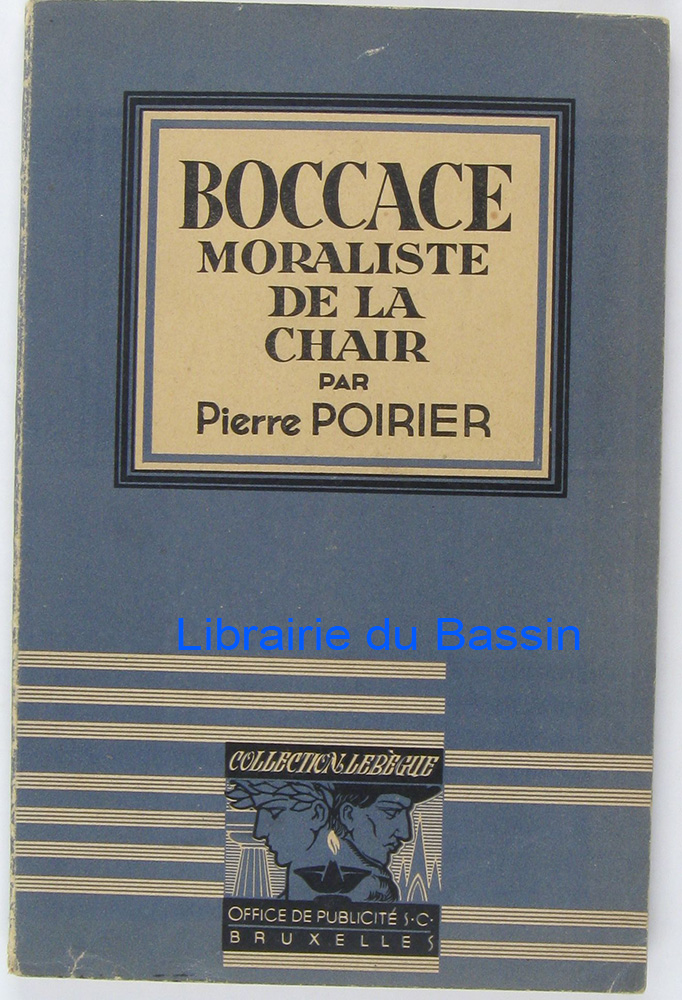 BOCCACE
MORALISTE
DE LA
CHAIR
PAR
Pierre POIRIER
Librairie du Bassin
COLLECTION LEBÈGUE
OFFICE DE PUBLICITÉ S·C·
BRUXELLES